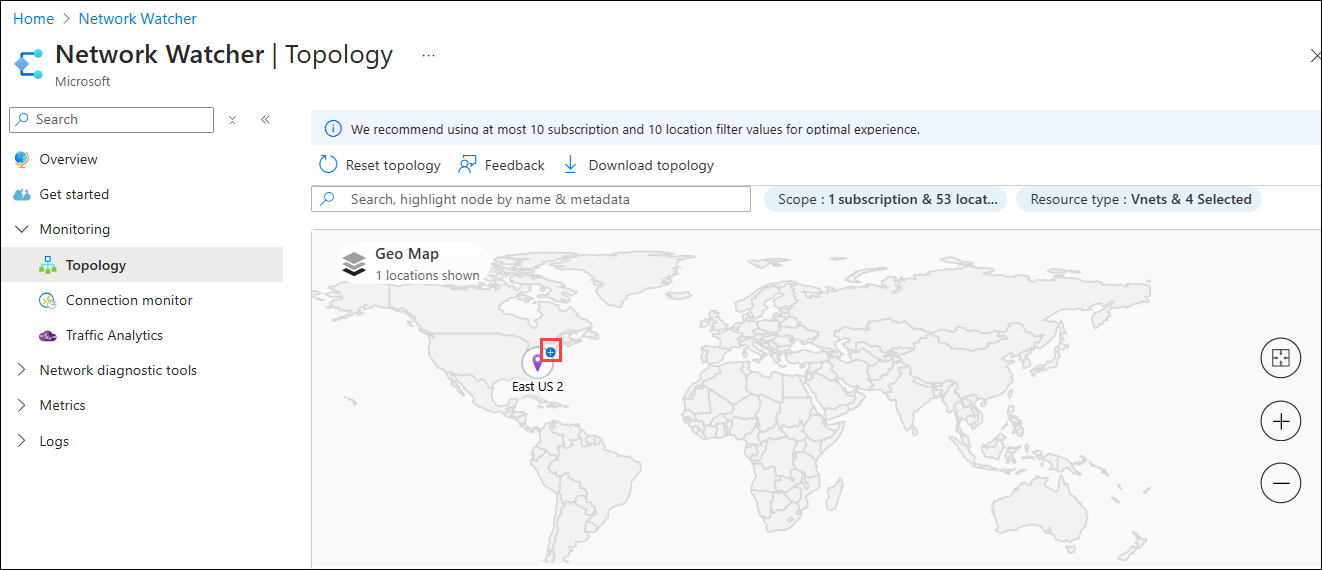 Home > Network Watcher
Network Watcher | Topology ...
Microsoft
Search
Overview
Get started
Monitoring
Topology
Connection monitor
Traffic Analytics
Network diagnostic tools
Metrics
Logs
We recommend using at most 10 subscription and 10 location filter values for optimal experience.
Reset topology Feedback Download topology
Search, highlight node by name & metadata Scope : 1 subscription & 53 locat... Resource type : Vnets & 4 Selected
Geo Map
1 locations shown
East US 2